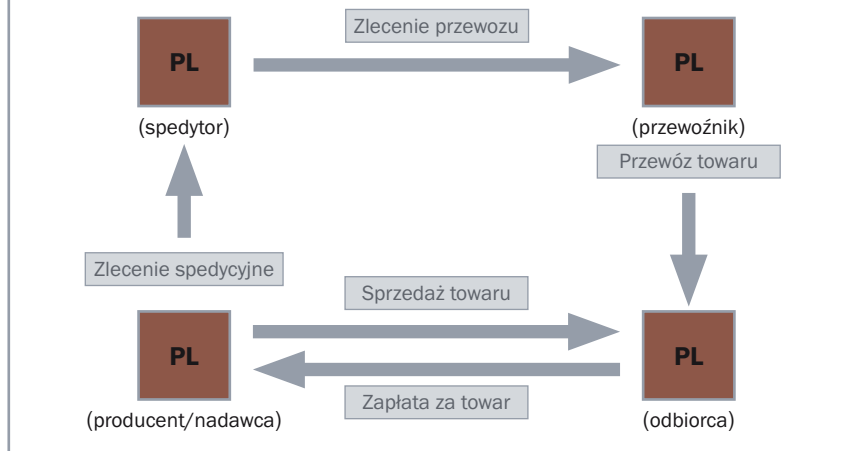 Zlecenie przewozu
PL
PL
(spedytor)
(przewoźnik)
Przewóz towaru
Zlecenie spedycyjne
Sprzedaż towaru
PL
PL
Zapłata za towar
(producent/nadawca)
(odbiorca)